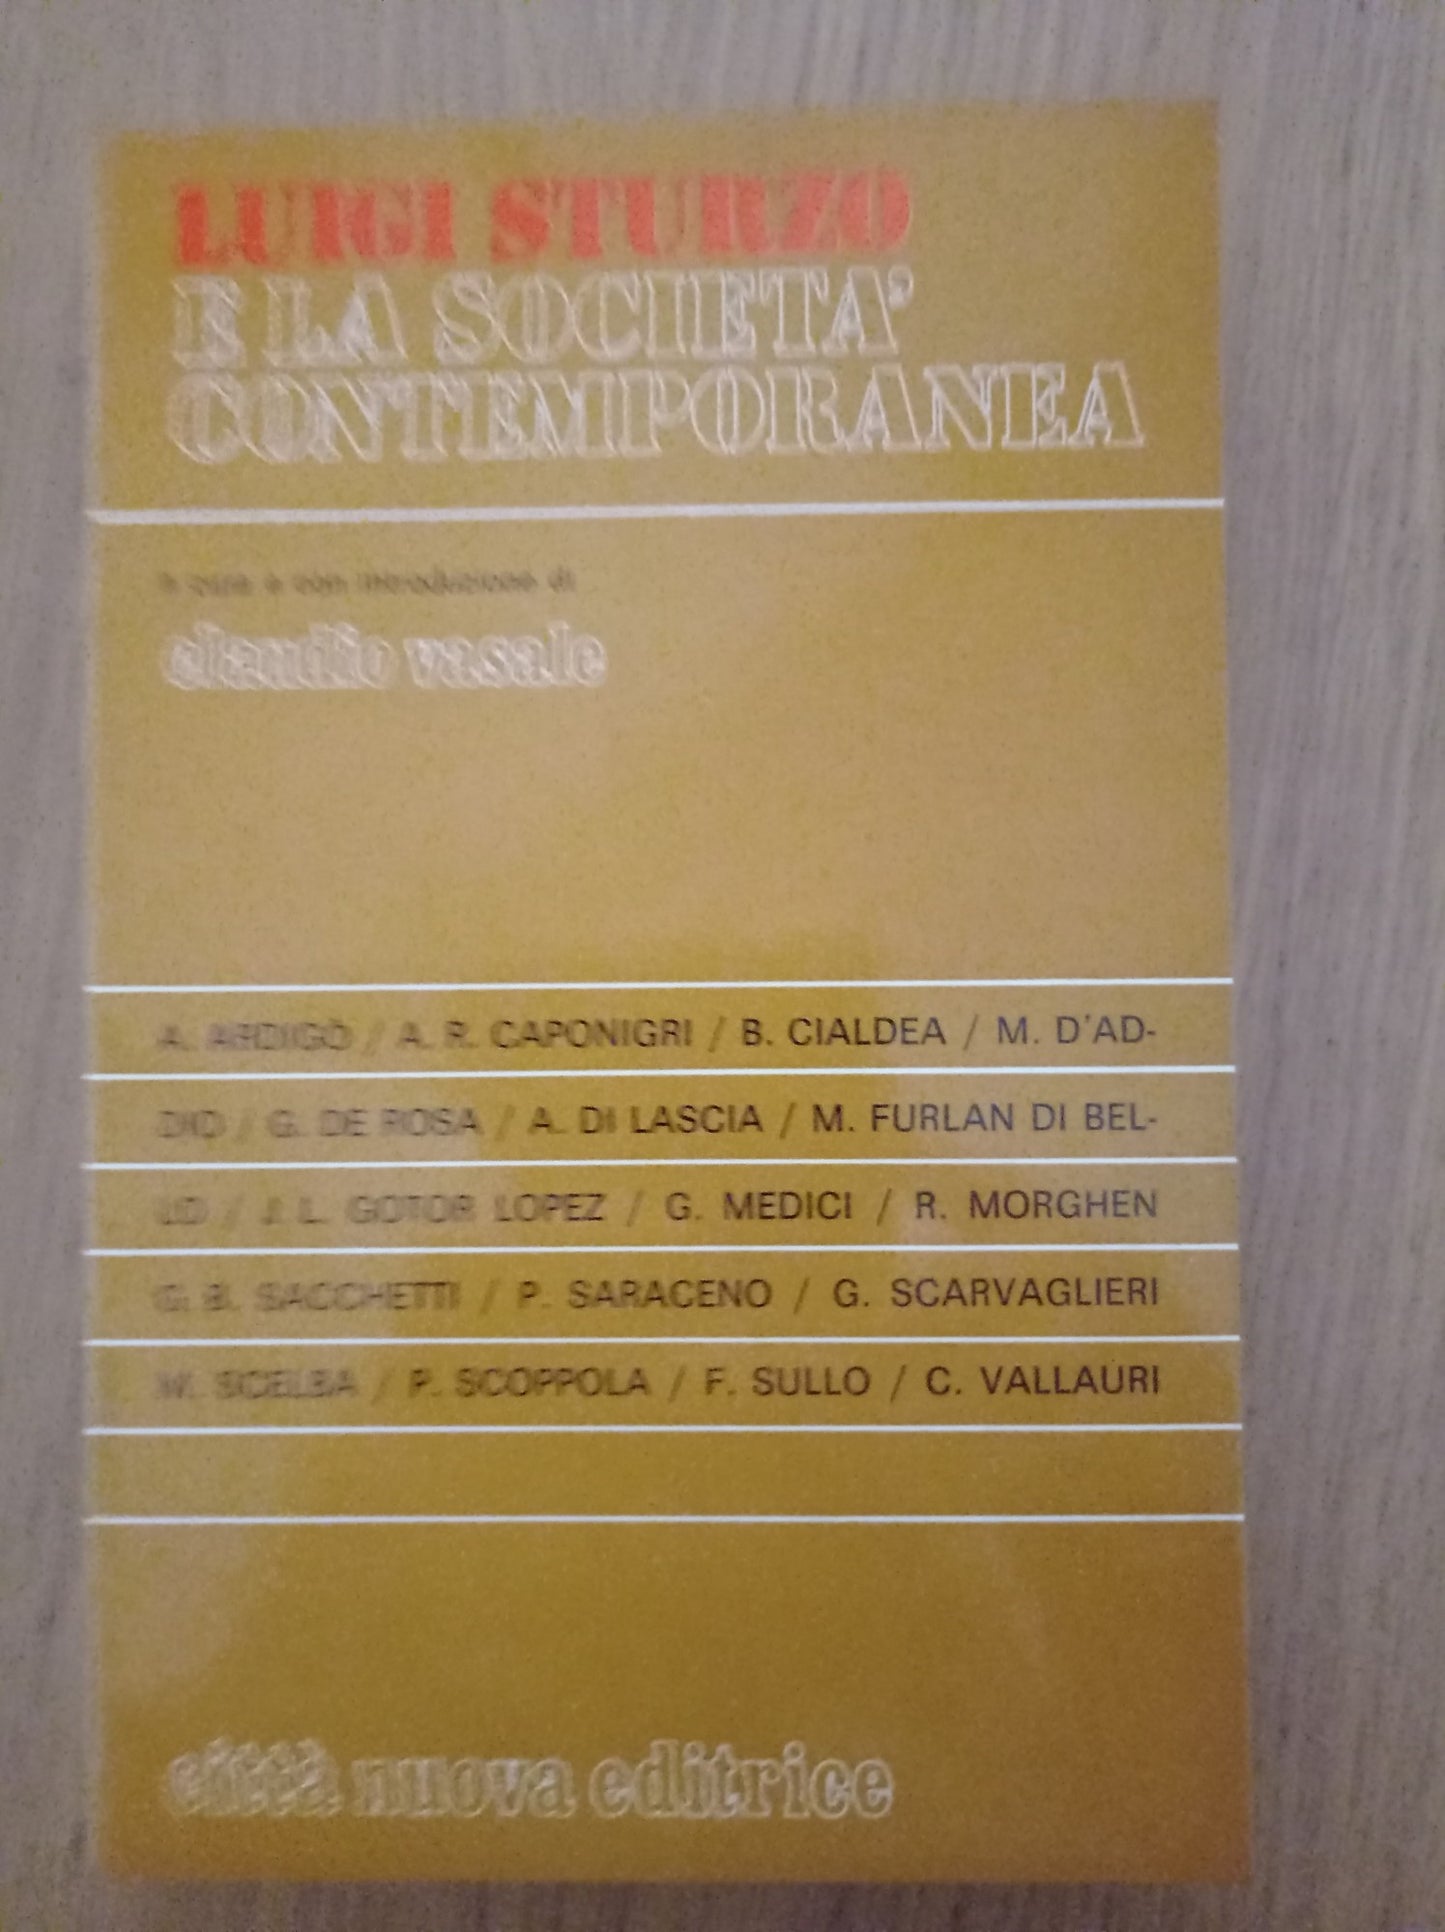 LUIGI STURZO
E LA SOCIETA'
CONTEMPORANEA
a cura e con introduzione di
claudio vasale
A. ARDIGÒ / A. R. CAPONIGRI / B. CIALDEA / M. D'AD-
DIO / G. DE ROSA / A. DI LASCIA / M. FURLAN DI BEL-
LO / J. L. GOTOR LOPEZ / G. MEDICI / R. MORGHEN
G. B. SACCHETTI / P. SARACENO / G. SCARVAGLIERI
M. SCELBA / P. SCOPPOLA / F. SULLO / C. VALLAURI
città nuova editrice